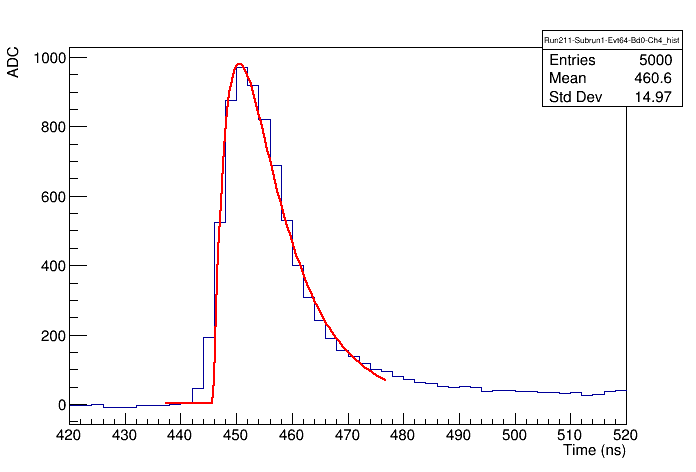 Run211-Subrun1-Evt64-Bd0-Ch4_hist
Entries 5000
Mean 460.6
Std Dev 14.97
ADC
1000
800
600
400
200
0
420 430 440 450 460 470 480 490 500 510 520
Time (ns)